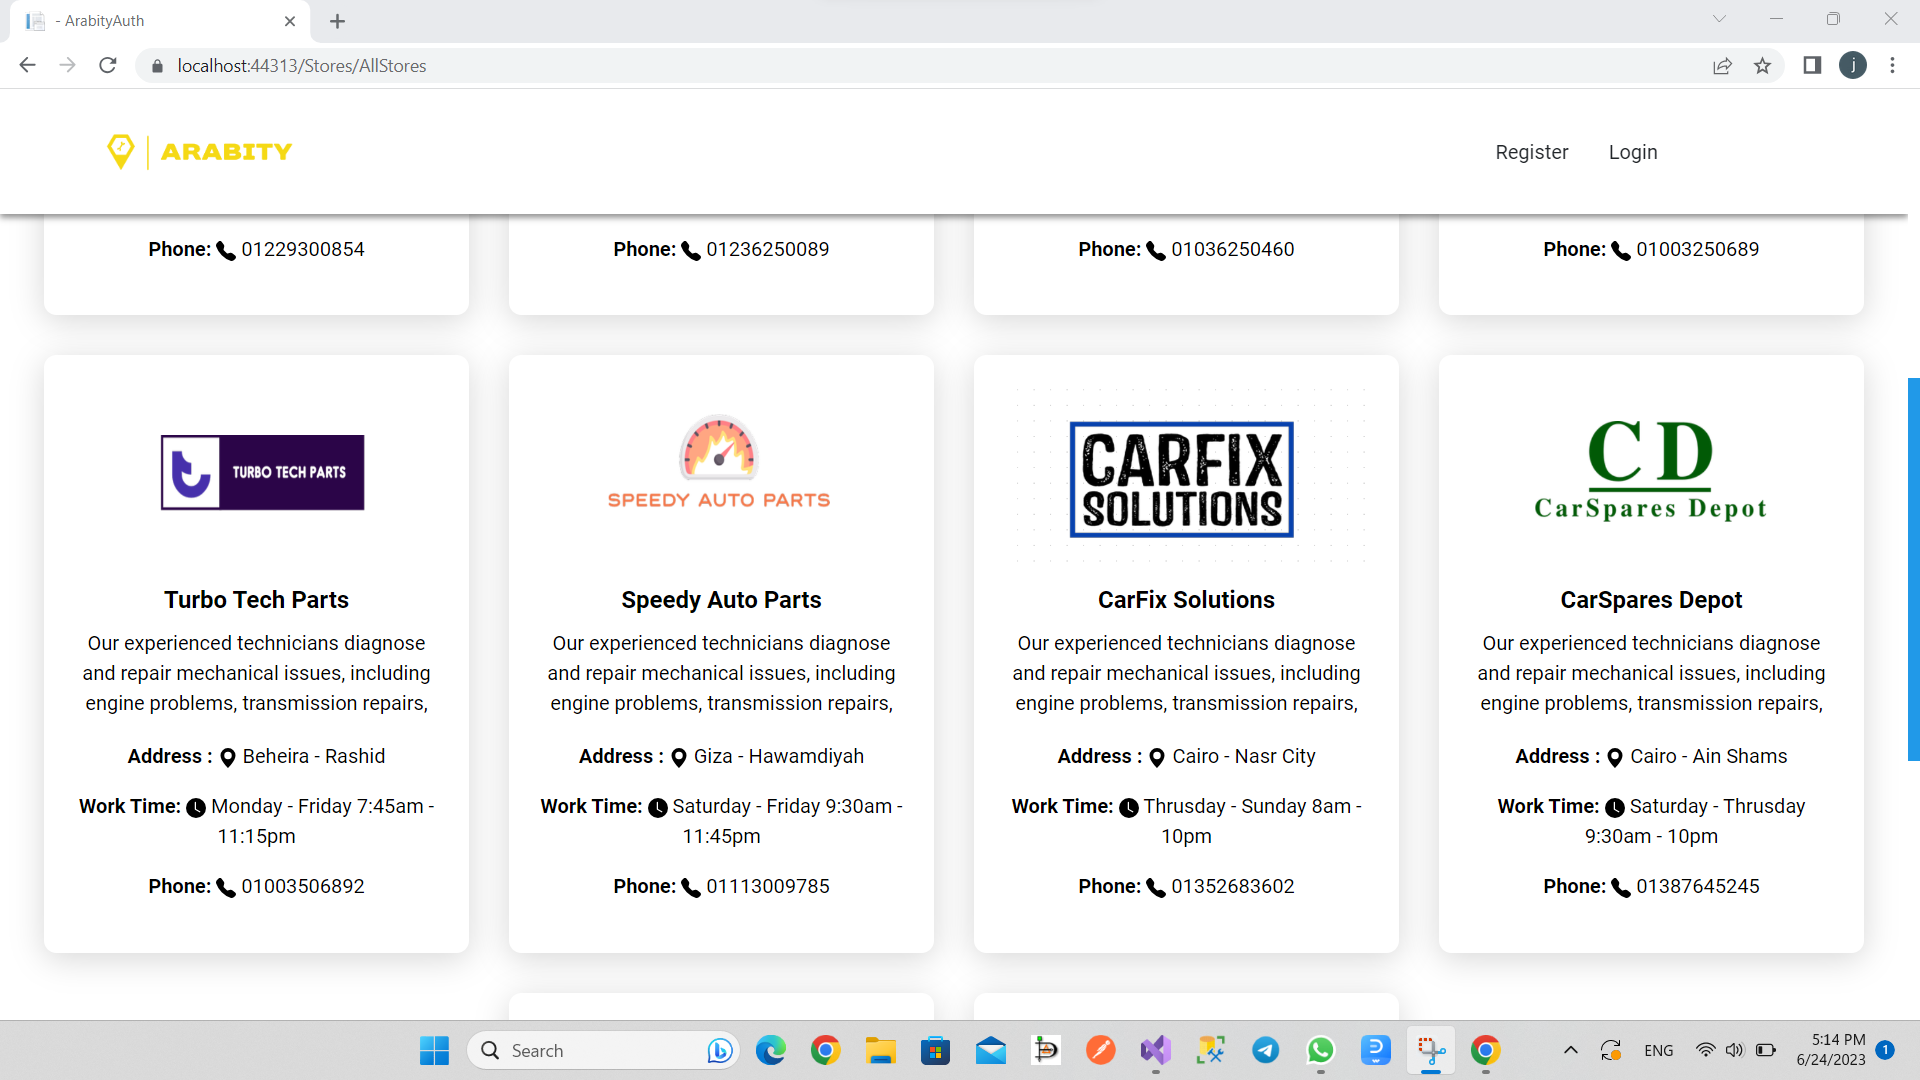 - ArabityAuth
localhost:44313/Stores/AllStores
j
ARABITY
Register
Login
Phone: 01229300854
Phone: 01236250089
Phone: 01036250460
Phone: 01003250689
TURBO TECH PARTS
Turbo Tech Parts
Our experienced technicians diagnose
and repair mechanical issues, including
engine problems, transmission repairs,
Address : Beheira - Rashid
Work Time: Monday - Friday 7:45am -
11:15pm
Phone: 01003506892
SPEEDY AUTO PARTS
Speedy Auto Parts
Our experienced technicians diagnose
and repair mechanical issues, including
engine problems, transmission repairs,
Address : Giza - Hawamdiyah
Work Time: Saturday - Friday 9:30am -
11:45pm
Phone: 01113009785
CARFIX
SOLUTIONS
CarFix Solutions
Our experienced technicians diagnose
and repair mechanical issues, including
engine problems, transmission repairs,
Address : Cairo - Nasr City
Work Time: Thrusday - Sunday 8am -
10pm
Phone: 01352683602
CD
CarSpares Depot
CarSpares Depot
Our experienced technicians diagnose
and repair mechanical issues, including
engine problems, transmission repairs,
Address : Cairo - Ain Shams
Work Time: Saturday - Thrusday
9:30am - 10pm
Phone: 01387645245
Search
ENG
5:14 PM
6/24/2023
1